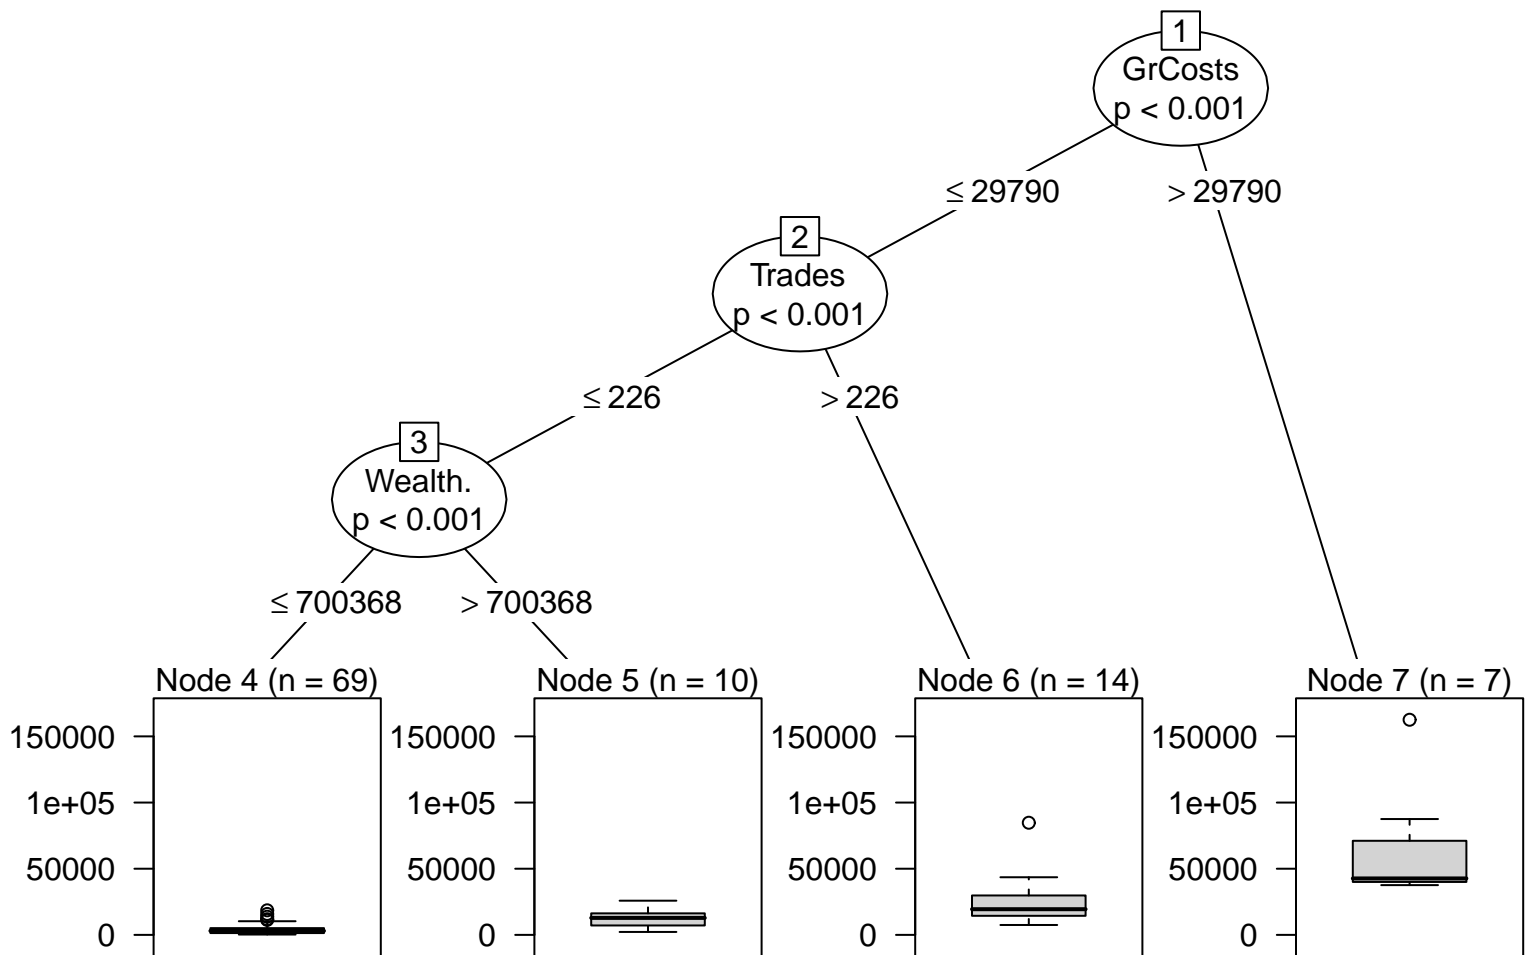 1
GrCosts
p < 0.001
≤ 29790
> 29790
2
Trades
p < 0.001
≤ 226
> 226
3
Wealth.
p < 0.001
≤ 700368
> 700368
Node 4 (n = 69)
150000
1e+05
50000
0
Node 5 (n = 10)
150000
1e+05
50000
0
Node 6 (n = 14)
150000
1e+05
50000
0
Node 7 (n = 7)
150000
1e+05
50000
0